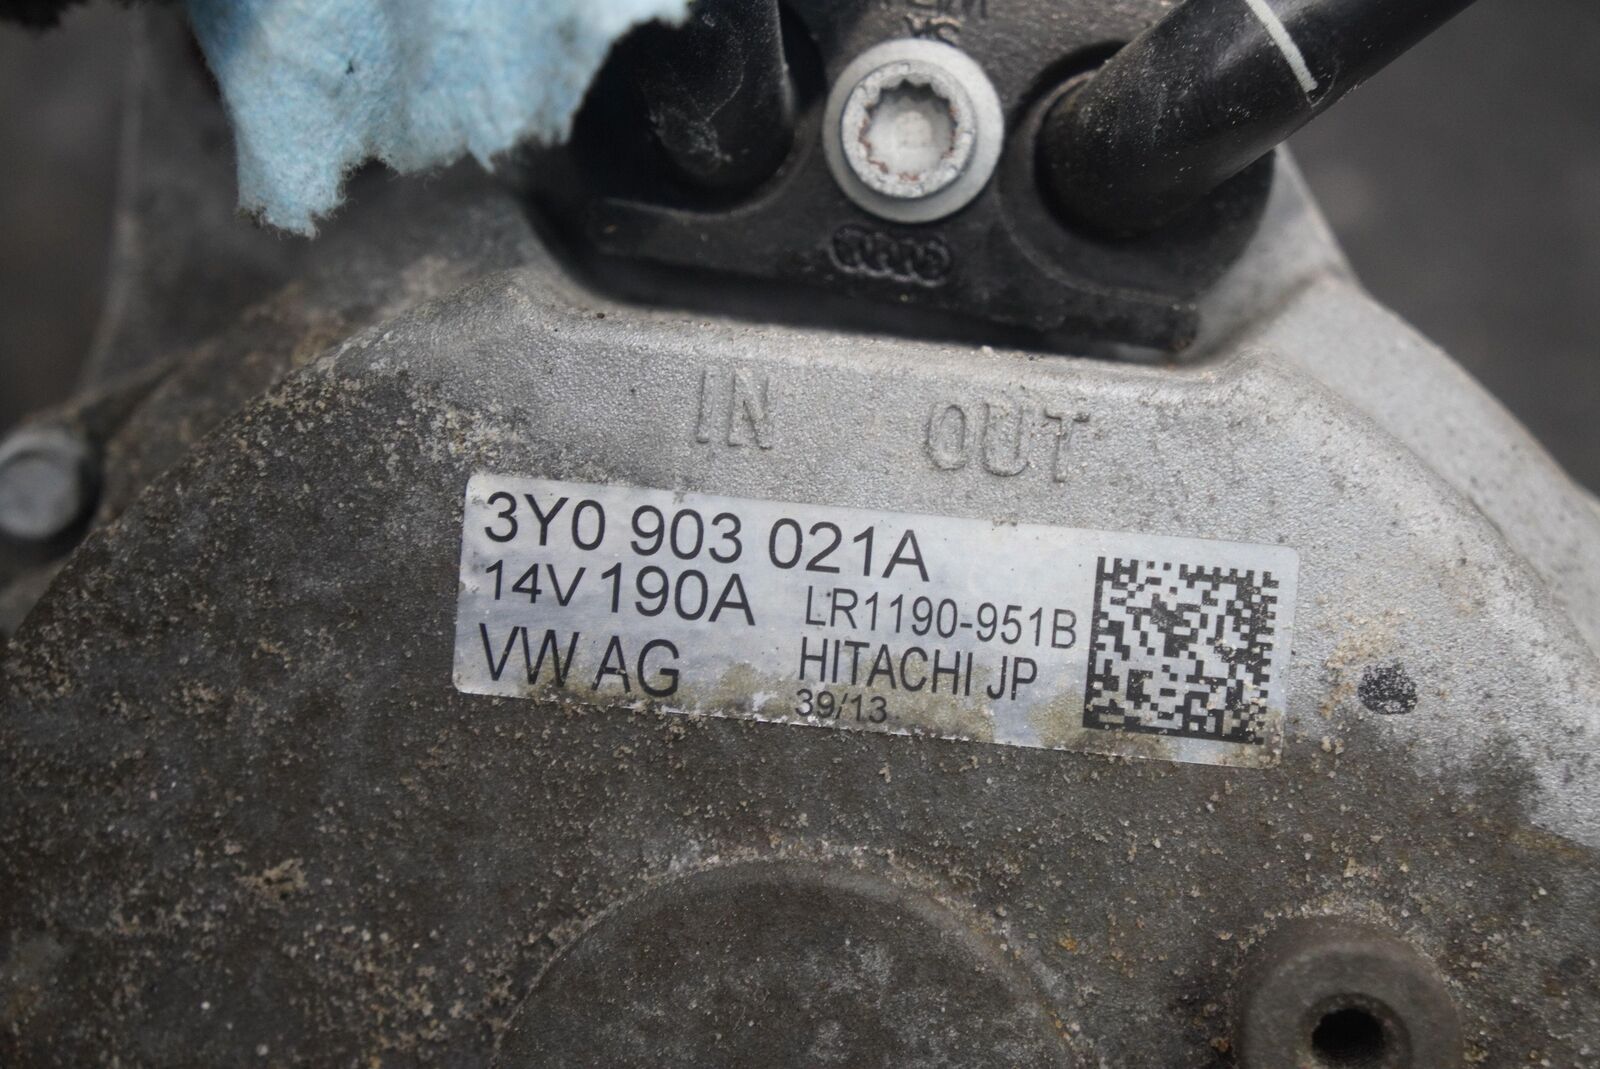 IN OUT
3Y0 903 021A
14V 190A LR1190-951B
VW AG HITACHI JP
39/13